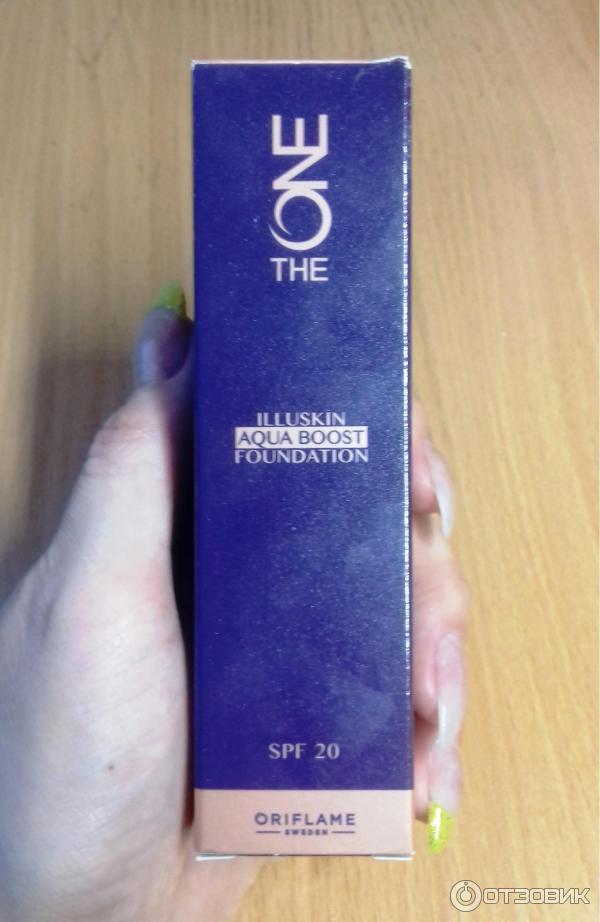 THE ONE
ILLUSKIN
AQUA BOOST
FOUNDATION
SPF 20
ORIFLAME
SWEDEN
ОТЗОВИК